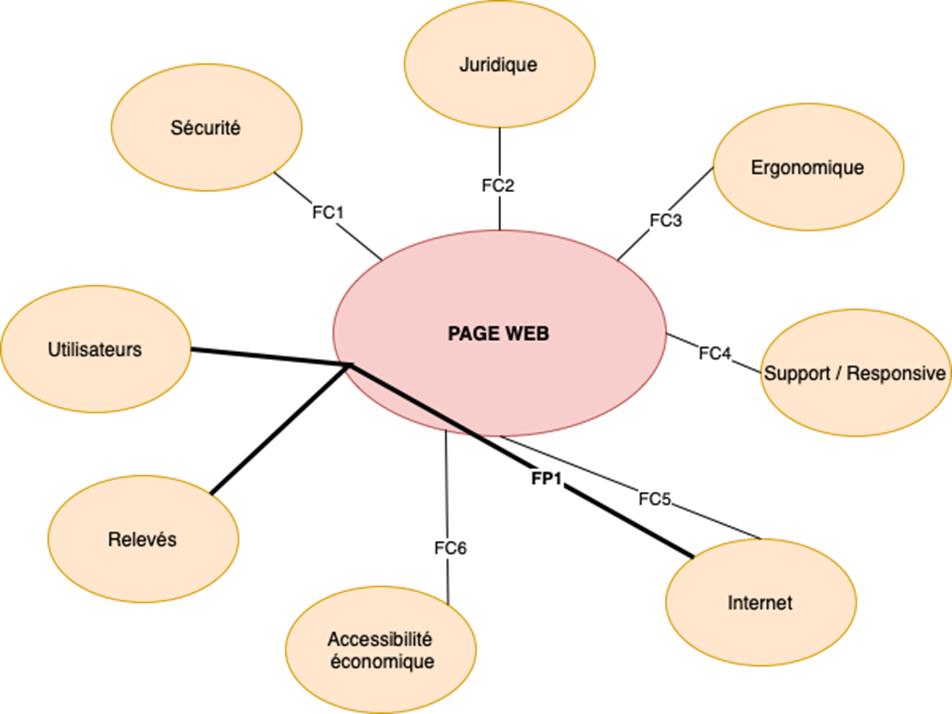 Juridique
Sécurité
Ergonomique
FC2
FC1
FC3
PAGE WEB
Utilisateurs
FC4
Support / Responsive
FP1
FC5
Relevés
FC6
Internet
Accessibilité
économique